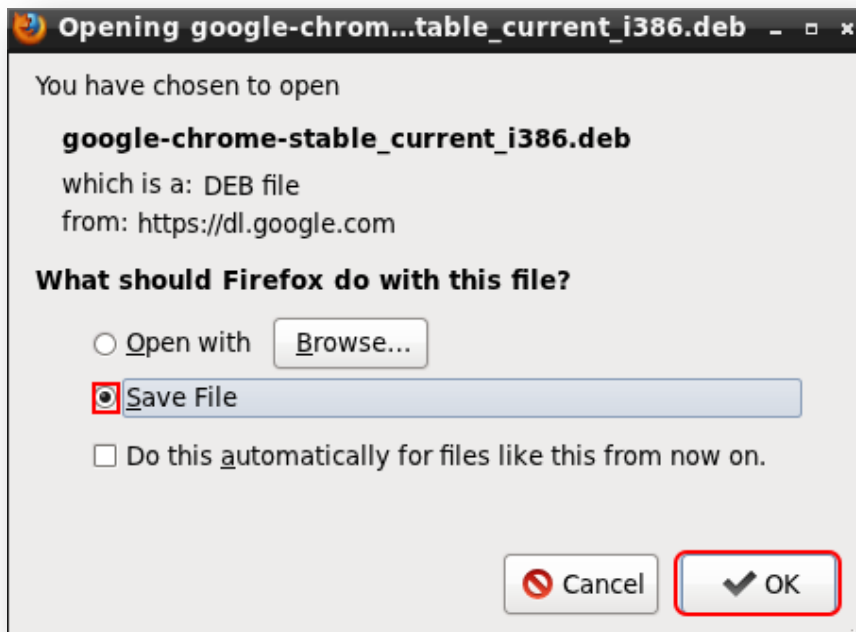 Opening google-chrom...table_current_i386.deb
You have chosen to open
google-chrome-stable_current_i386.deb
which is a: DEB file
from: https://dl.google.com
What should Firefox do with this file?
Open with Browse...
Save File
Do this automatically for files like this from now on.
Cancel OK